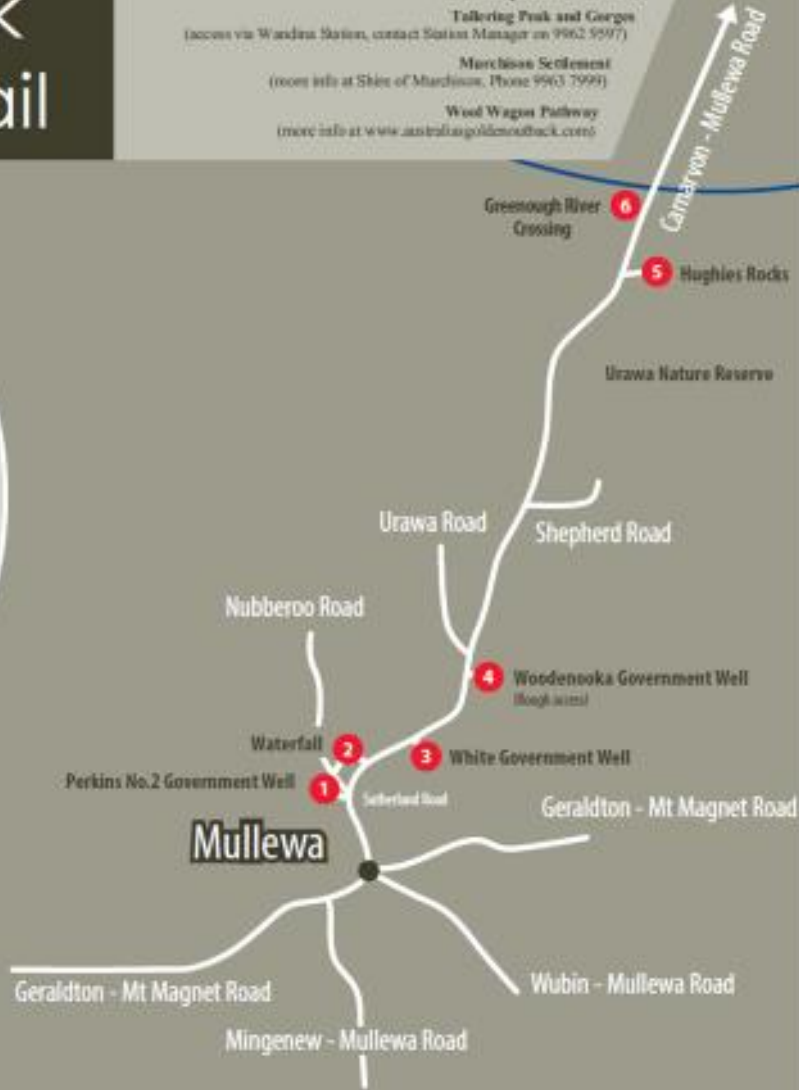 ail
Tallering Peak and Gorges
(access via Wandina Station, contact Station Manager on 9962 9597)
Murchison Settlement
(more info at Shire of Murchison, Phone 9963 7999)
Wool Wagon Pathway
(more info at www.australiasgoldenoutback.com)
Carnarvon - Mullewa Road
Greenough River
Crossing
6
5 Hughies Rocks
Urawa Nature Reserve
Urawa Road
Shepherd Road
Nubberoo Road
4 Woodenooka Government Well
(Rough access)
Waterfall 2
3 White Government Well
Perkins No.2 Government Well 1
Sutherland Road
Geraldton - Mt Magnet Road
Mullewa
Geraldton - Mt Magnet Road
Wubin - Mullewa Road
Mingenew - Mullewa Road